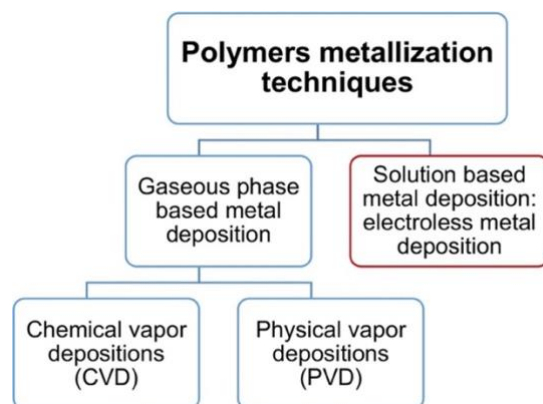 Polymers metallization
techniques
Gaseous phase
based metal
deposition
Solution based
metal deposition:
electroless metal
deposition
Chemical vapor
depositions
(CVD)
Physical vapor
depositions
(PVD)